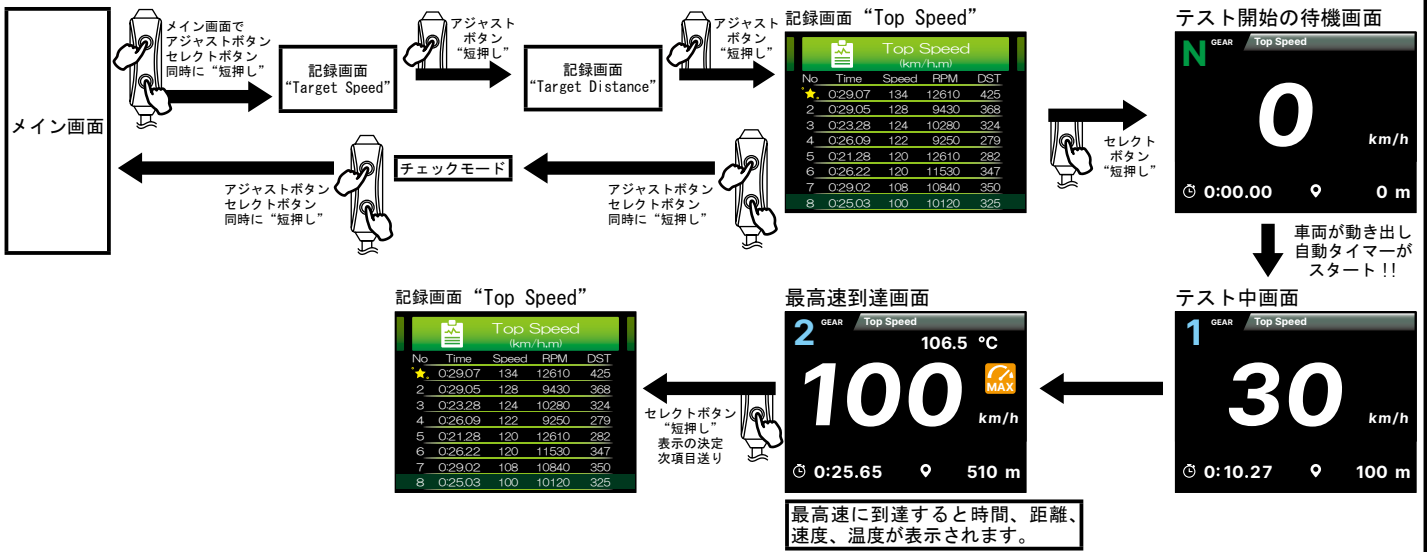 メイン画面
メイン画面で
アジャストボタン
セレクトボタン
同時に“短押し”
記録画面
“Target Speed”
アジャスト
ボタン
“短押し”
記録画面
“Target Distance”
アジャスト
ボタン
“短押し”
記録画面“Top Speed”
Top Speed
(km/h,m)
No Time Speed RPM DST
0:29.07 134 12610 425
2 0:29.05 128 9430 368
3 0:23.28 124 10280 324
4 0:26.09 122 9250 279
5 0:21.28 120 12610 282
6 0:26.22 120 11530 347
7 0:29.02 108 10840 350
8 0:25.03 100 10120 325
セレクト
ボタン
“短押し”
テスト開始の待機画面
N GEAR Top Speed
0
km/h
0:00.00 0 m
車両が動き出し
自動タイマーが
スタート!!
テスト中画面
1 GEAR Top Speed
30
km/h
0:10.27 100 m
最高速到達画面
2 GEAR Top Speed
106.5 °C
100
MAX
km/h
0:25.65 510 m
最高速に到達すると時間、距離、
速度、温度が表示されます。
セレクトボタン
“短押し”
表示の決定
次項目送り
記録画面“Top Speed”
Top Speed
(km/h,m)
No Time Speed RPM DST
0:29.07 134 12610 425
2 0:29.05 128 9430 368
3 0:23.28 124 10280 324
4 0:26.09 122 9250 279
5 0:21.28 120 12610 282
6 0:26.22 120 11530 347
7 0:29.02 108 10840 350
8 0:25.03 100 10120 325
アジャストボタン
セレクトボタン
同時に“短押し”
チェックモード
アジャストボタン
セレクトボタン
同時に“短押し”